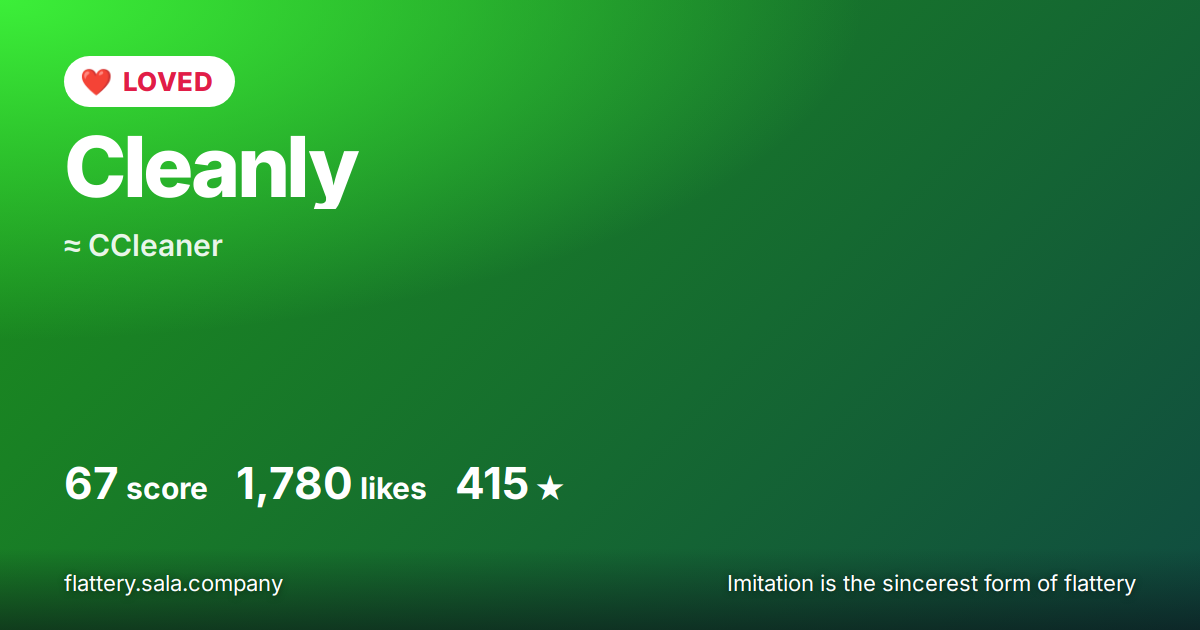 ❤️ LOVED
Cleanly
≈ CCleaner
67 score 1,780 likes 415 ★
flattery.sala.company
Imitation is the sincerest form of flattery